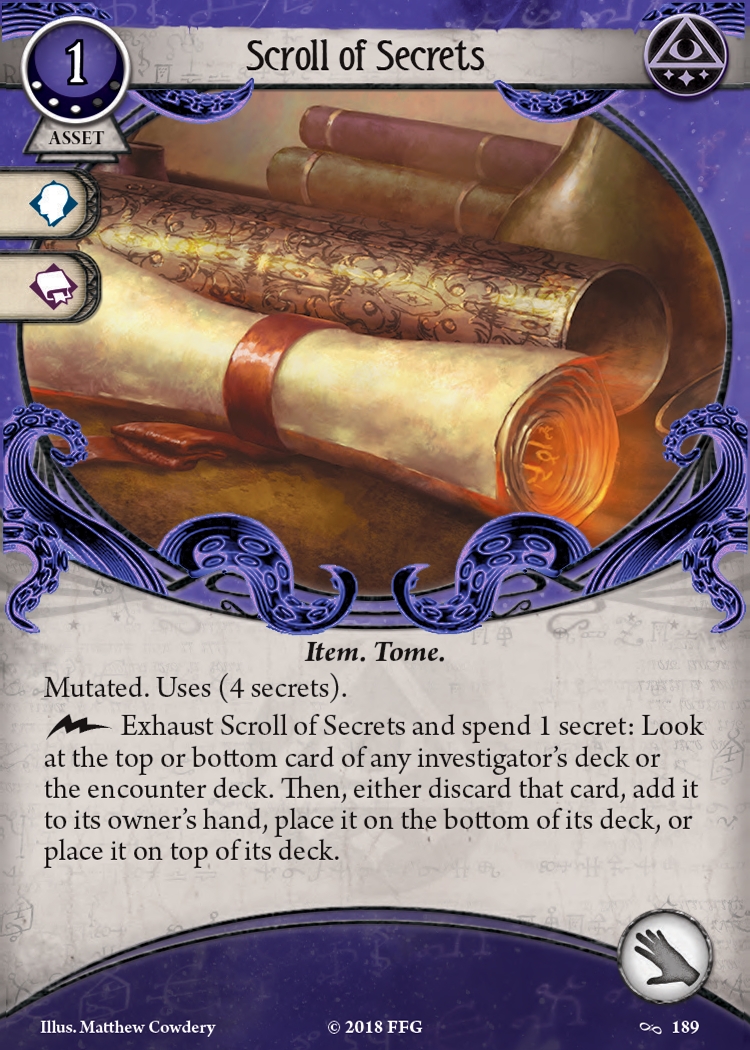 1
Scroll of Secrets
ASSET
Item. Tome.
Mutated. Uses (4 secrets).
Exhaust Scroll of Secrets and spend 1 secret: Look
at the top or bottom card of any investigator’s deck or
the encounter deck. Then, either discard that card, add it
to its owner’s hand, place it on the bottom of its deck, or
place it on top of its deck.
Illus. Matthew Cowdery
© 2018 FFG
189